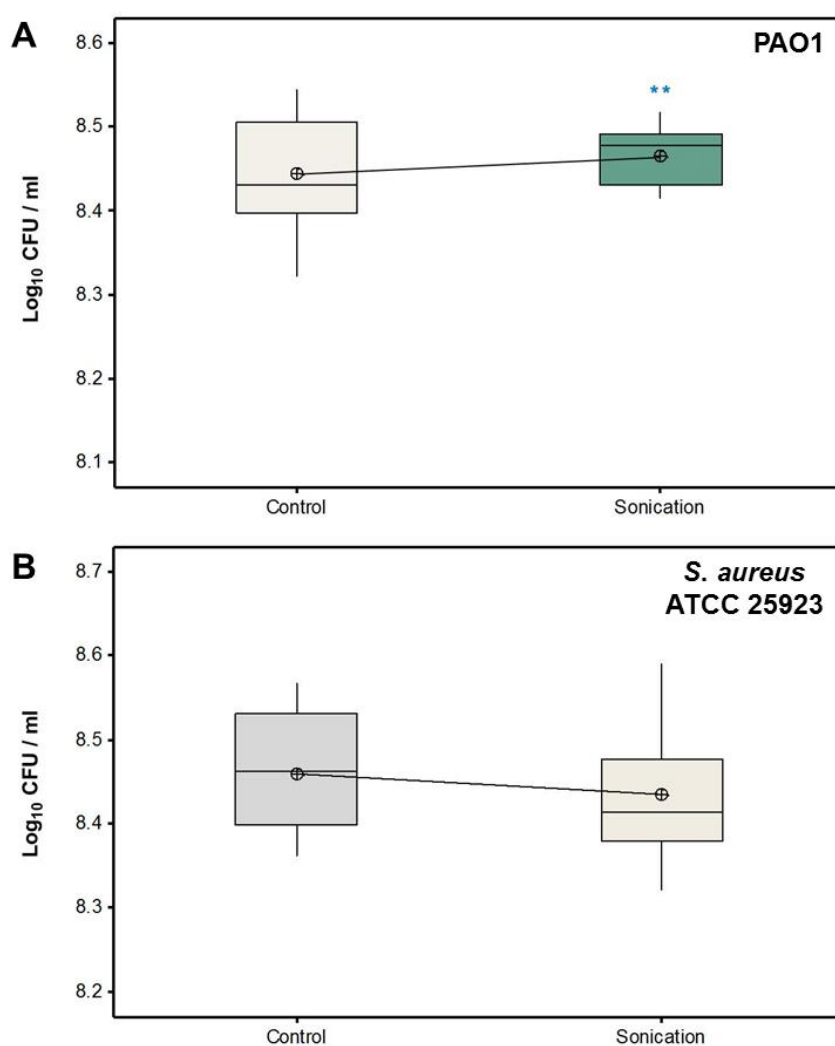 A
PAO1
**
8.6
8.5
8.4
8.3
8.2
8.1
Log₁₀ CFU / ml
Control Sonication
B
S. aureus
ATCC 25923
8.7
8.6
8.5
8.4
8.3
8.2
Log₁₀ CFU / ml
Control Sonication